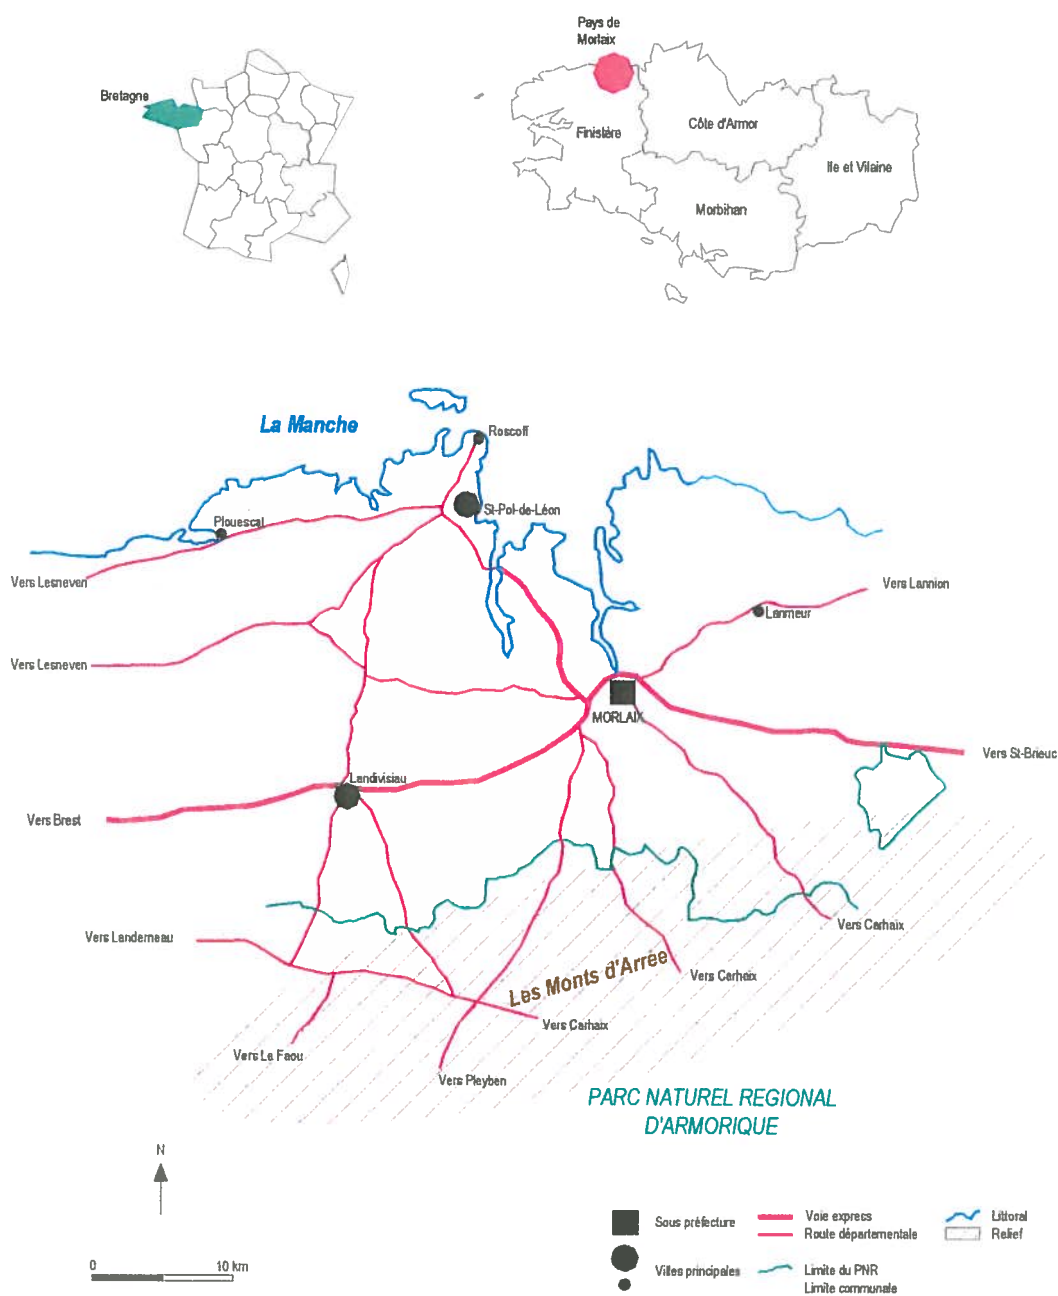 Pays de
Morlaix
Bretagne
Finistère
Côte d'Armor
Ile et Vilaine
Morbihan
La Manche
Roscoff
St-Pol-de-Léon
Plouescat
Vers Lesneven
Vers Lannion
Lanmeur
Vers Lesneven
MORLAIX
Vers St-Brieuc
Landivisiau
Vers Brest
Vers Carhaix
Vers Landerneau
Les Monts d'Arrée
Vers Carhaix
Vers Carhaix
Vers Le Faou
Vers Pleyben
PARC NATUREL REGIONAL
D'ARMORIQUE
N
0 10 km
Sous préfecture
Villes principales
Voie express
Route départementale
Limite du PNR
Limite communale
Littoral
Relief